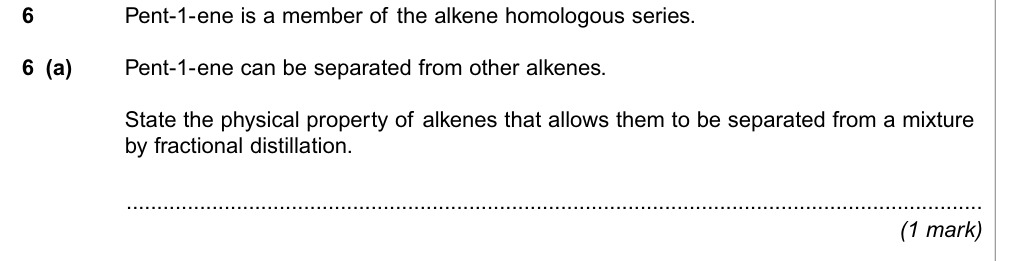 6 Pent-1-ene is a member of the alkene homologous series.
6 (a) Pent-1-ene can be separated from other alkenes.
State the physical property of alkenes that allows them to be separated from a mixture
by fractional distillation.
................................................................................................................................................
(1 mark)